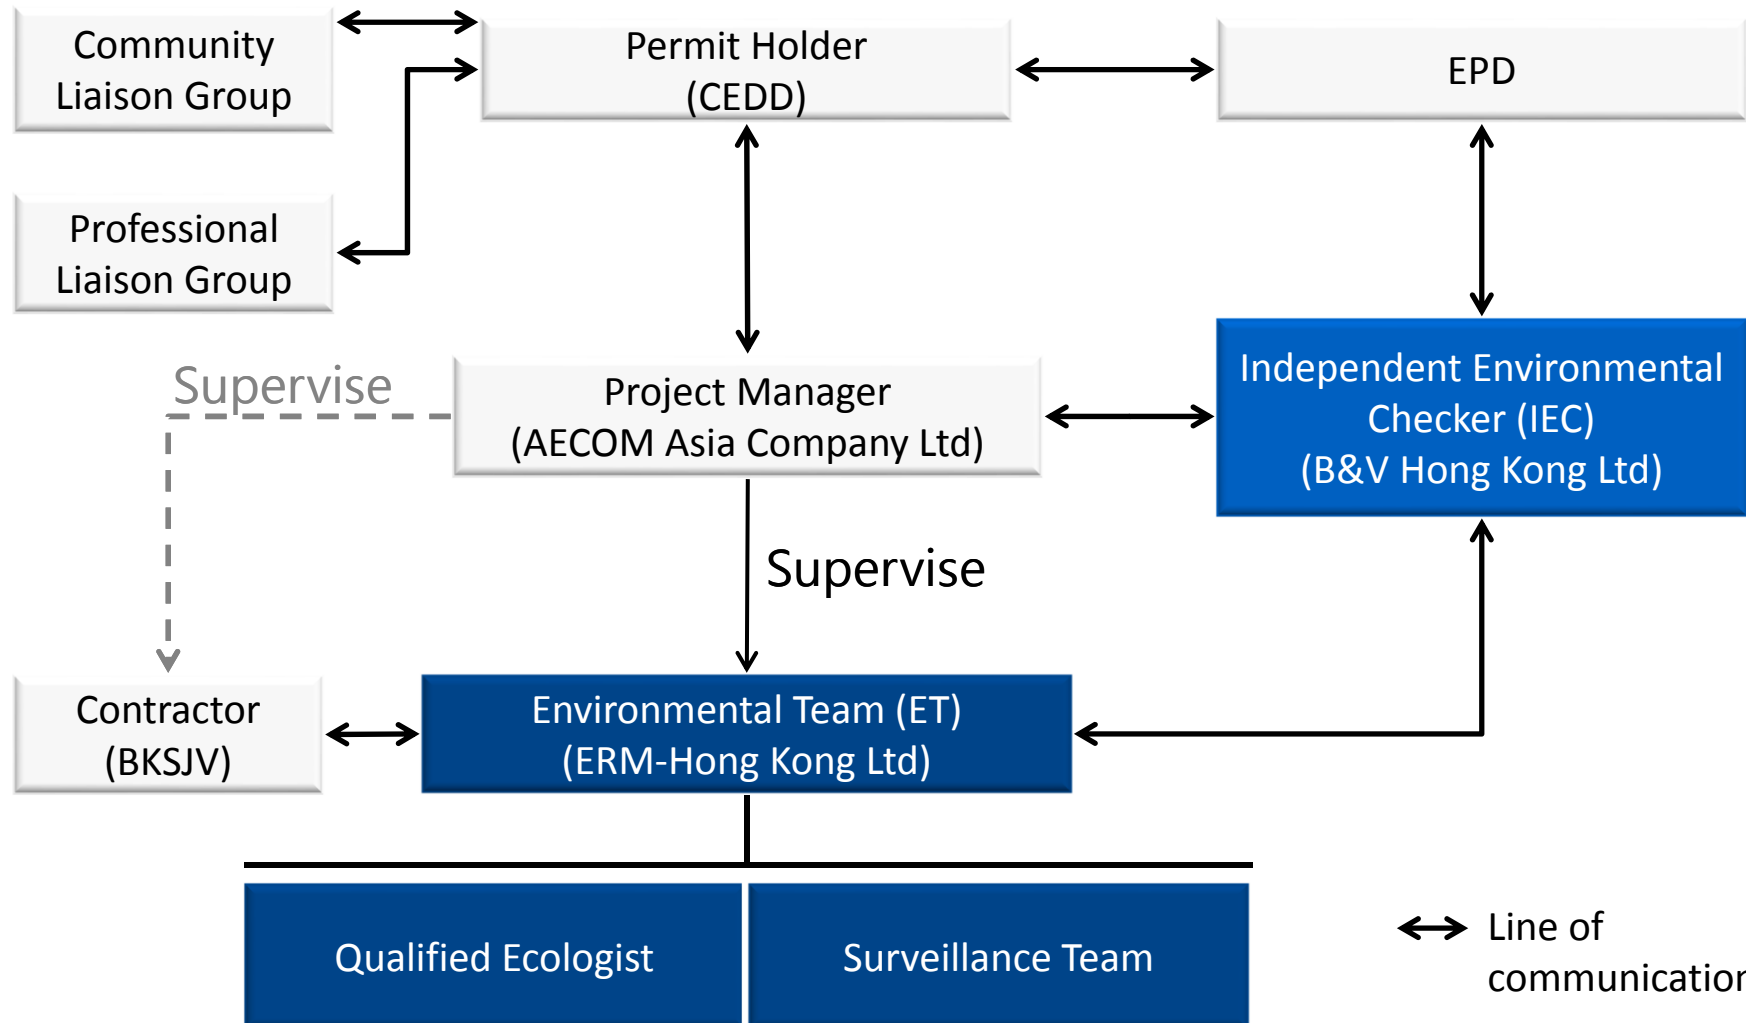 Community
Liaison Group
Permit Holder
(CEDD)
EPD
Professional
Liaison Group
Supervise
Project Manager
(AECOM Asia Company Ltd)
Independent Environmental
Checker (IEC)
(B&V Hong Kong Ltd)
Supervise
Contractor
(BKSJV)
Environmental Team (ET)
(ERM-Hong Kong Ltd)
Qualified Ecologist
Surveillance Team
Line of
communication